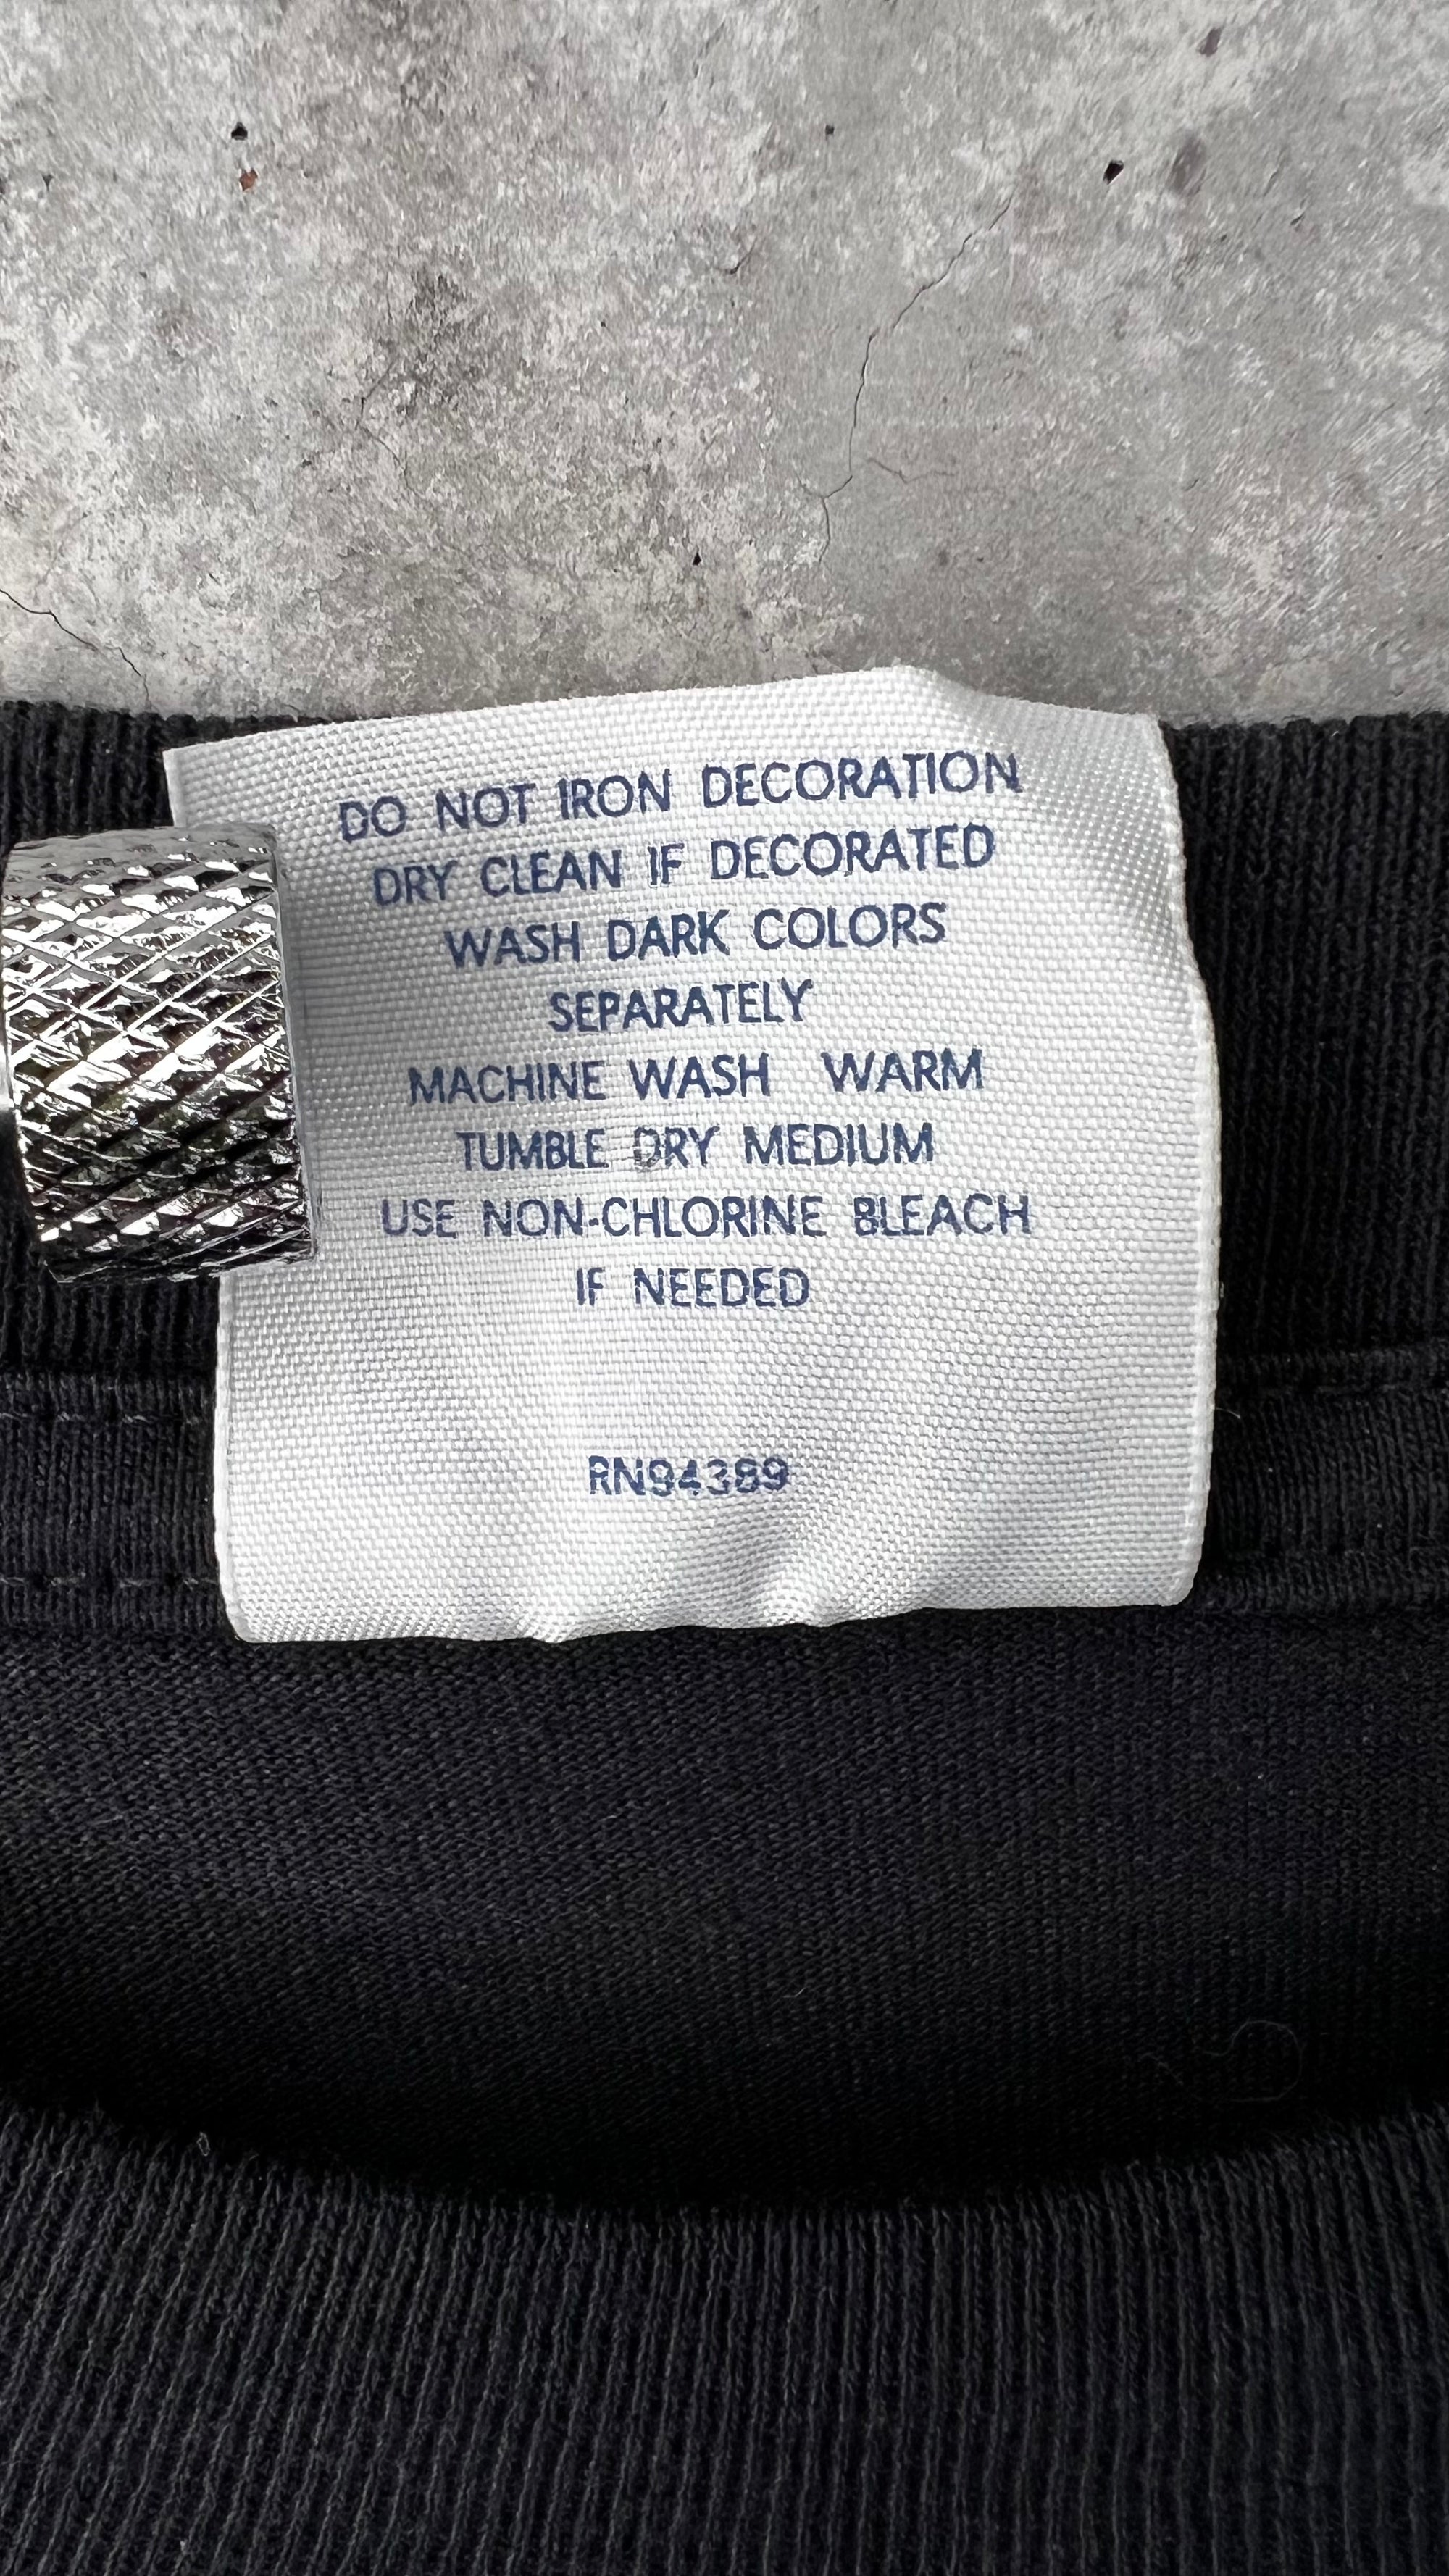 DO NOT IRON DECORATION
DRY CLEAN IF DECORATED
WASH DARK COLORS
SEPARATELY
MACHINE WASH WARM
TUMBLE DRY MEDIUM
USE NON-CHLORINE BLEACH
IF NEEDED
RN94389